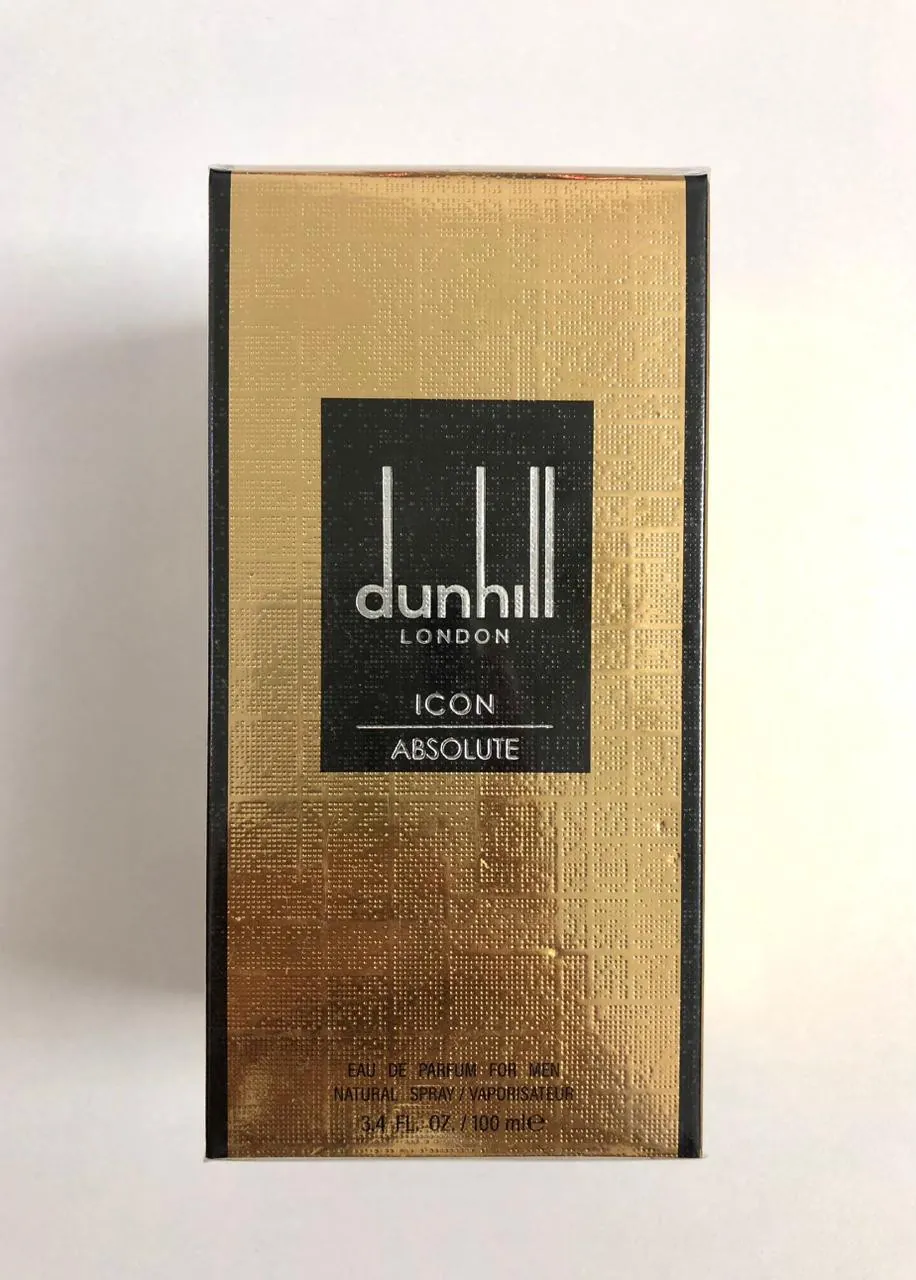 dunhill
LONDON
ICON
ABSOLUTE
EAU DE PARFUM FOR MEN
NATURAL SPRAY / VAPORISATEUR
3.4 FL. OZ. / 100 ml ℮